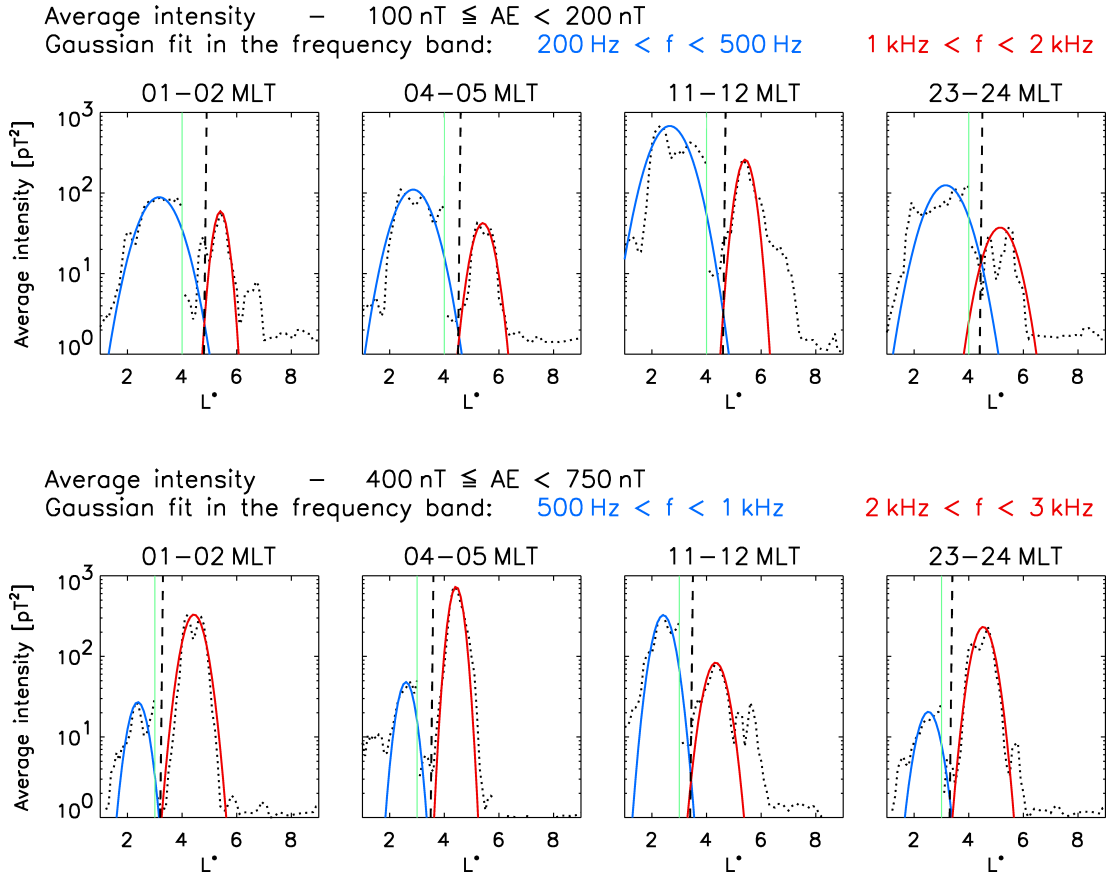 Average intensity – 100 nT ≦ AE < 200 nT
Gaussian fit in the frequency band: 200 Hz < f < 500 Hz 1 kHz < f < 2 kHz
01–02 MLT 04–05 MLT 11–12 MLT 23–24 MLT
Average intensity [pT²]
10³
10²
10¹
10⁰
2 4 6 8 2 4 6 8 2 4 6 8 2 4 6 8
L• L• L• L•
Average intensity – 400 nT ≦ AE < 750 nT
Gaussian fit in the frequency band: 500 Hz < f < 1 kHz 2 kHz < f < 3 kHz
01–02 MLT 04–05 MLT 11–12 MLT 23–24 MLT
Average intensity [pT²]
10³
10²
10¹
10⁰
2 4 6 8 2 4 6 8 2 4 6 8 2 4 6 8
L• L• L• L•